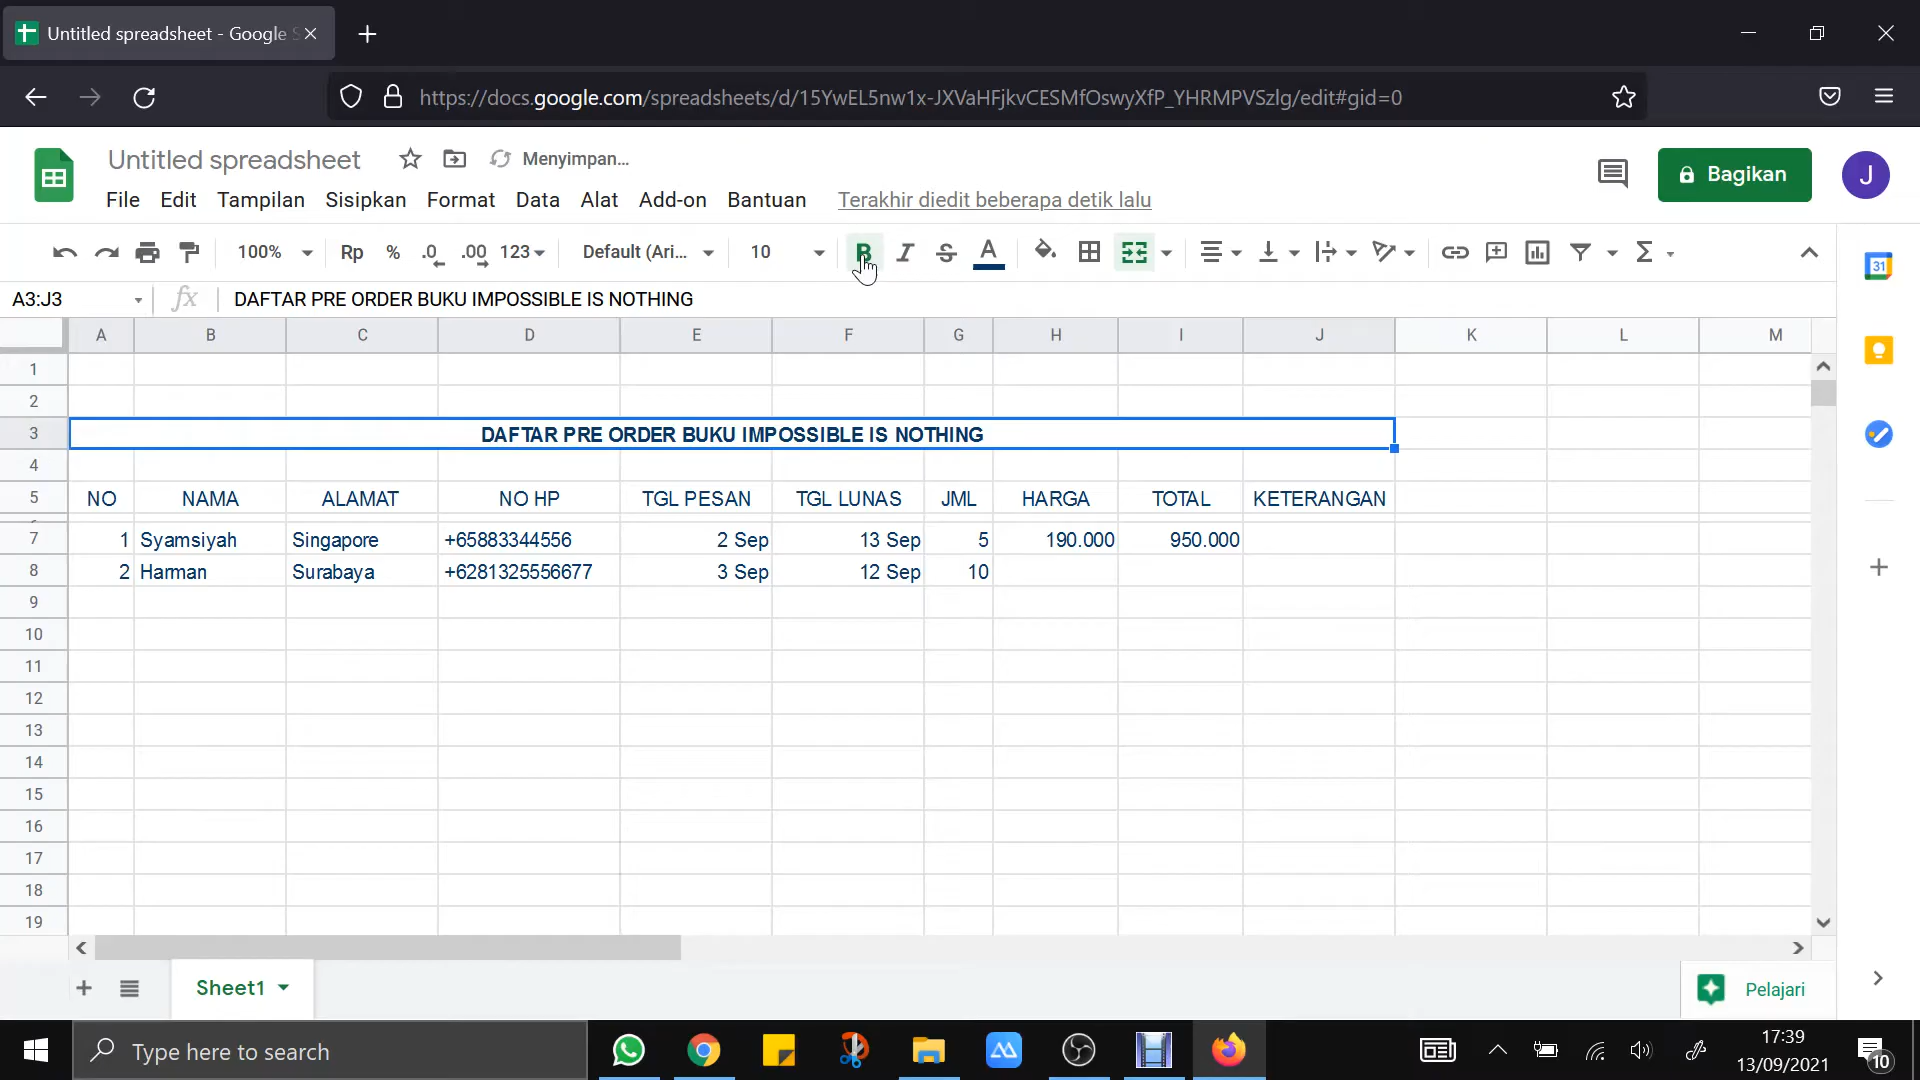 Untitled spreadsheet - Google S
https://docs.google.com/spreadsheets/d/15YwEL5nw1x-JXVaHFjkvCESMfOswyXfP_YHRMPVSzlg/edit#gid=0
Untitled spreadsheet Menyimpan...
File Edit Tampilan Sisipkan Format Data Alat Add-on Bantuan Terakhir diedit beberapa detik lalu
Bagikan J
100% Rp % .0 .00 123 Default (Ari... 10 B I S A
31
A3:J3 fx DAFTAR PRE ORDER BUKU IMPOSSIBLE IS NOTHING
A B C D E F G H I J K L M
1
2
3 DAFTAR PRE ORDER BUKU IMPOSSIBLE IS NOTHING
4
5 NO NAMA ALAMAT NO HP TGL PESAN TGL LUNAS JML HARGA TOTAL KETERANGAN
7 1 Syamsiyah Singapore +65883344556 2 Sep 13 Sep 5 190.000 950.000
8 2 Harman Surabaya +6281325556677 3 Sep 12 Sep 10
9
10
11
12
13
14
15
16
17
18
19
Sheet1 Pelajari
Type here to search
17:39
13/09/2021
10